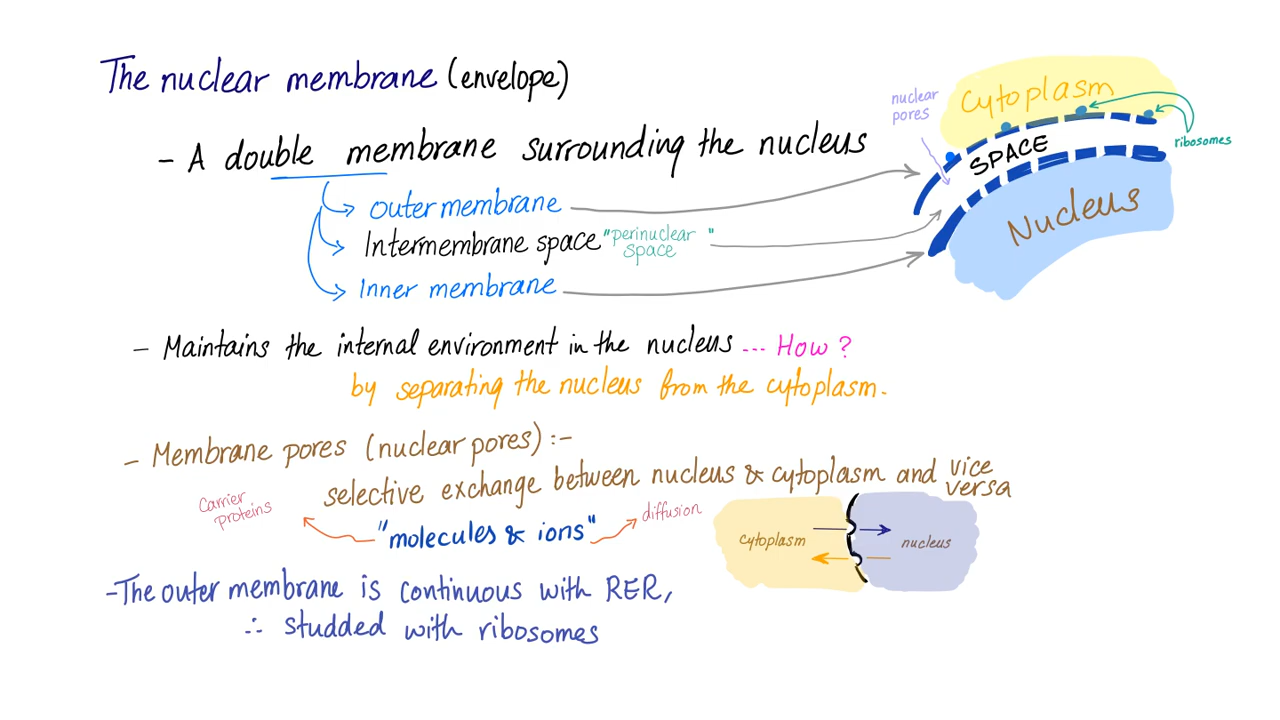 The nuclear membrane (envelope)
- A double membrane surrounding the nucleus
outer membrane
Intermembrane space "perinuclear space"
Inner membrane
nuclear pores
Cytoplasm
ribosomes
SPACE
Nucleus
- Maintains the internal environment in the nucleus ... How ?
by separating the nucleus from the cytoplasm.
- Membrane pores (nuclear pores) :-
selective exchange between nucleus & cytoplasm and vice versa
Carrier proteins
"molecules & ions"
diffusion
cytoplasm
nucleus
- The outer membrane is continuous with RER,
∴ studded with ribosomes